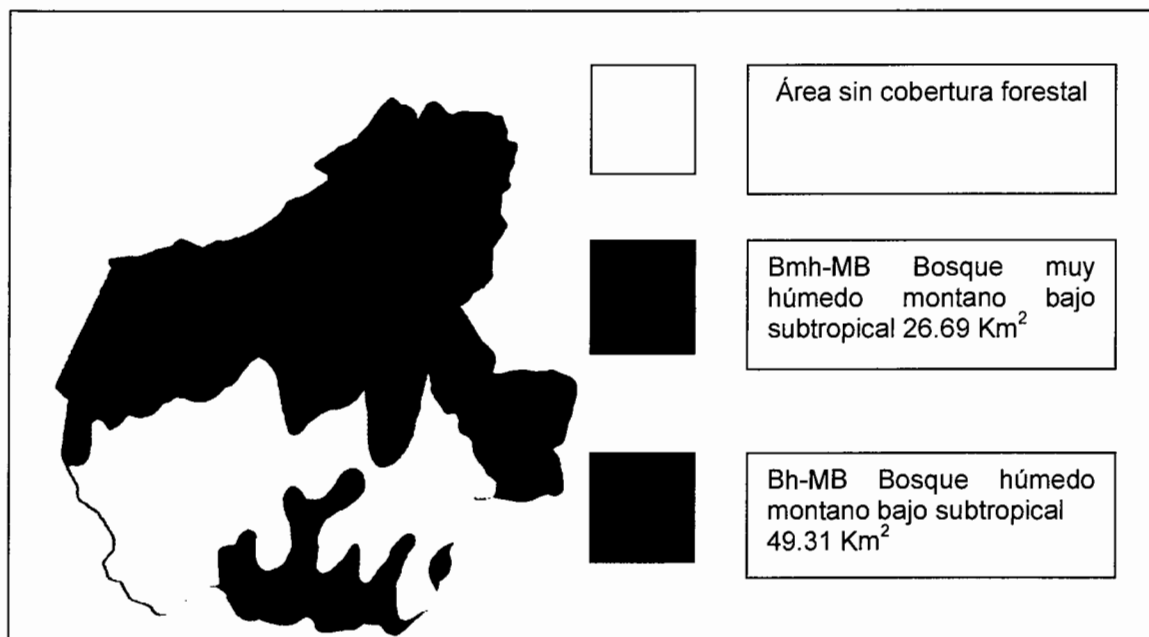 Área sin cobertura forestal
Bmh-MB Bosque muy
húmedo montano bajo
subtropical 26.69 Km²
Bh-MB Bosque húmedo
montano bajo subtropical
49.31 Km²